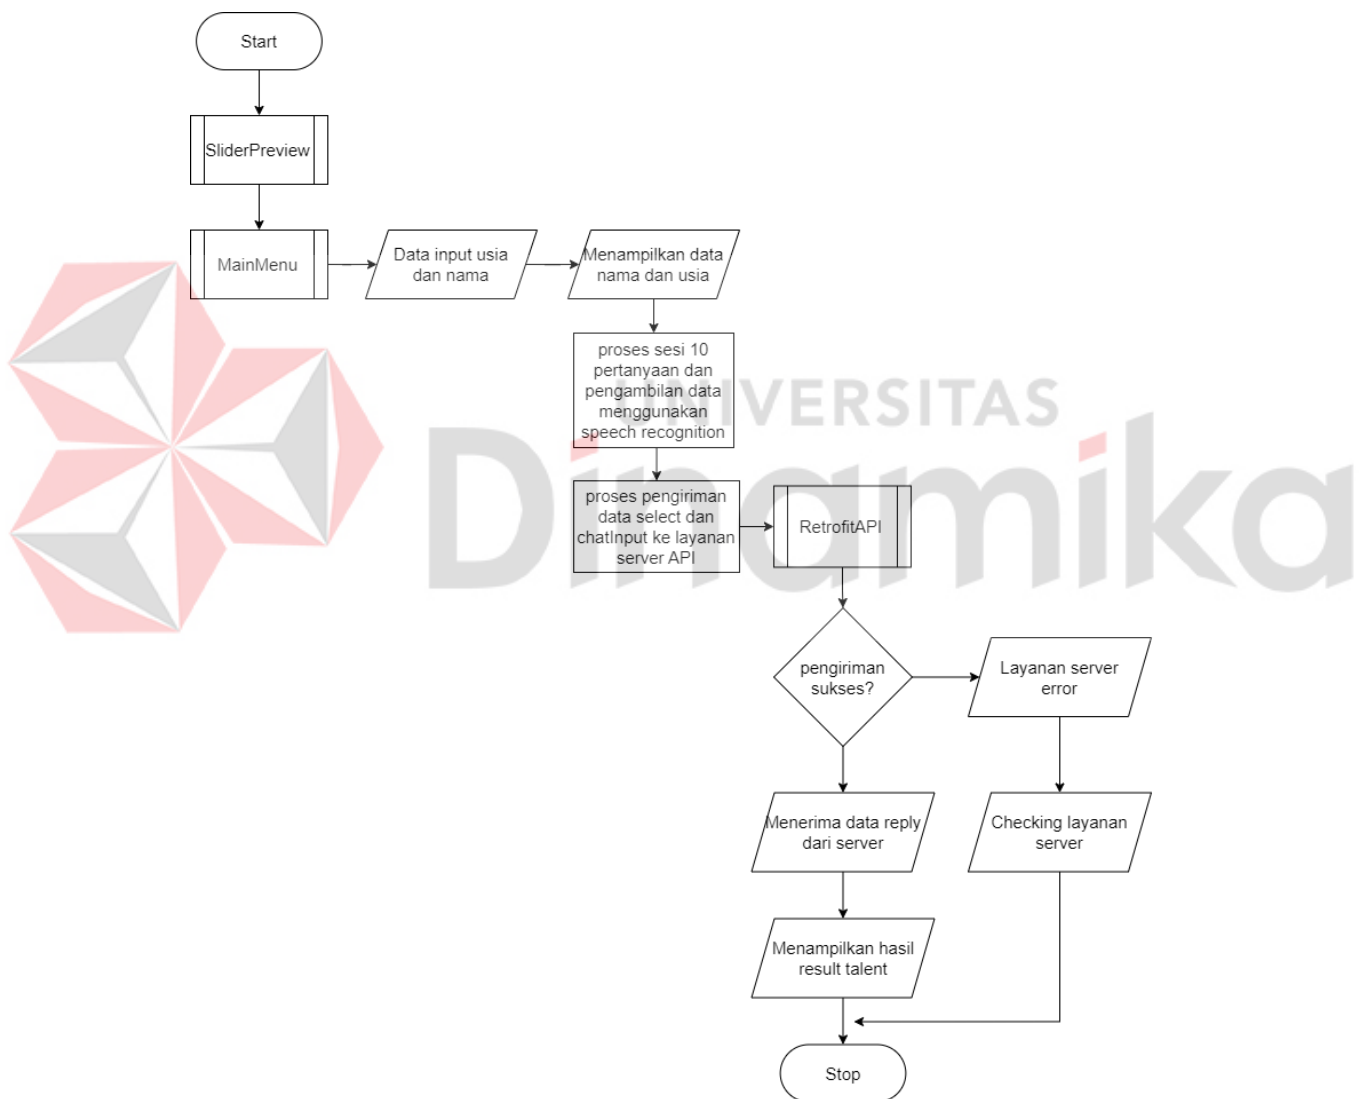 Start
SliderPreview
MainMenu
Data input usia
dan nama
Menampilkan data
nama dan usia
proses sesi 10
pertanyaan dan
pengambilan data
menggunakan
speech recognition
UNIVERSITAS
Dinamika
proses pengiriman
data select dan
chatInput ke layanan
server API
RetrofitAPI
pengiriman
sukses?
Layanan server
error
Menerima data reply
dari server
Checking layanan
server
Menampilkan hasil
result talent
Stop